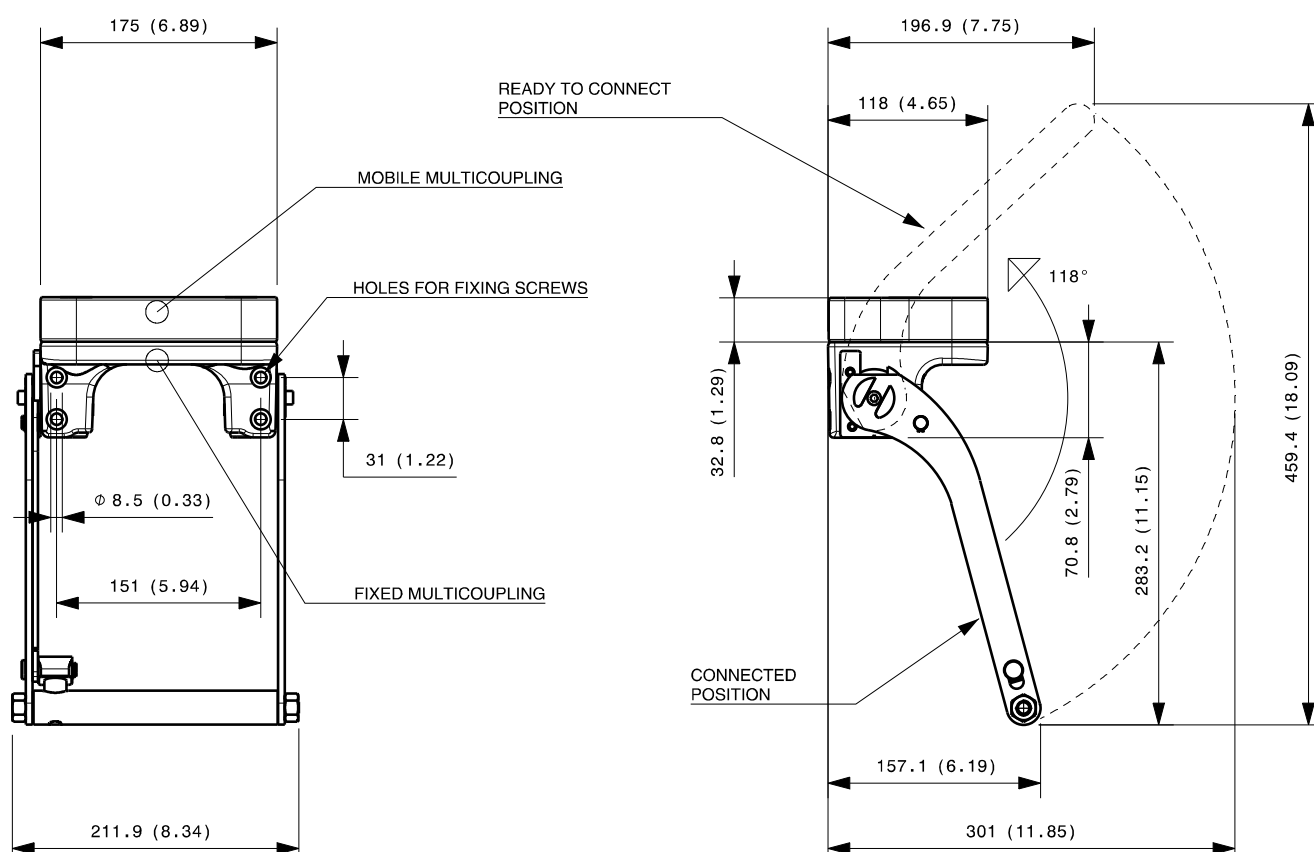 175 (6.89)
READY TO CONNECT
POSITION
MOBILE MULTICOUPLING
HOLES FOR FIXING SCREWS
31 (1.22)
Φ 8.5 (0.33)
151 (5.94)
FIXED MULTICOUPLING
211.9 (8.34)
196.9 (7.75)
118 (4.65)
118°
32.8 (1.29)
70.8 (2.79)
283.2 (11.15)
459.4 (18.09)
CONNECTED
POSITION
157.1 (6.19)
301 (11.85)